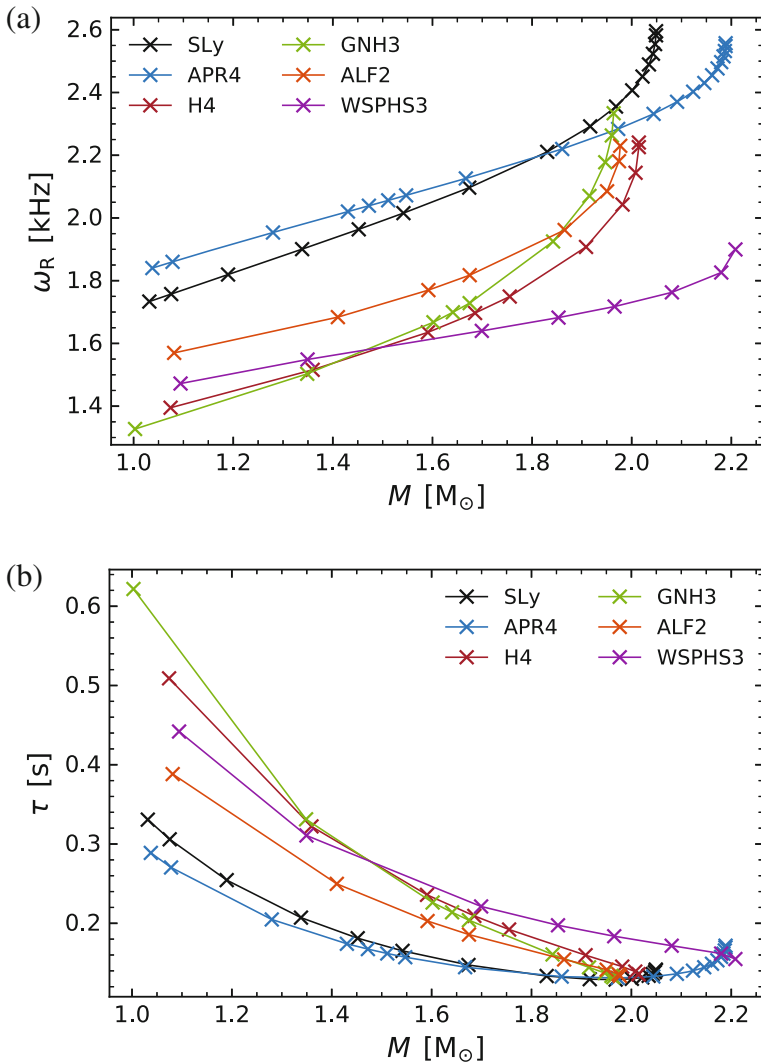 (a)
2.6
2.4
2.2
2.0
1.8
1.6
1.4
ω_R [kHz]
SLy GNH3
APR4 ALF2
H4 WSPHS3
1.0 1.2 1.4 1.6 1.8 2.0 2.2
M [M⊙]
(b)
0.6
0.5
0.4
0.3
0.2
0.1
τ [s]
SLy GNH3
APR4 ALF2
H4 WSPHS3
1.0 1.2 1.4 1.6 1.8 2.0 2.2
M [M⊙]